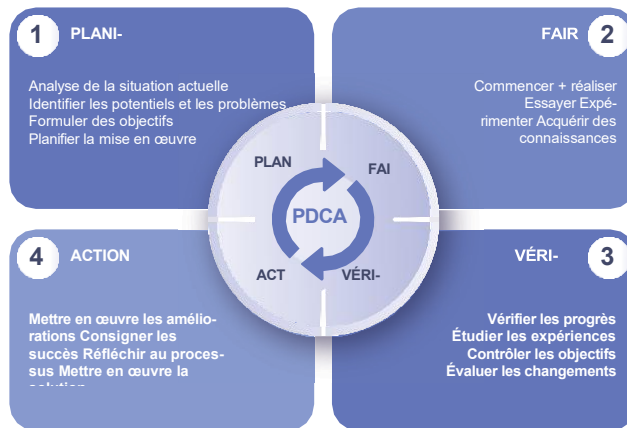 1 PLANI-
Analyse de la situation actuelle
Identifier les potentiels et les problèmes
Formuler des objectifs
Planifier la mise en œuvre
FAIR 2
Commencer + réaliser
Essayer Expé-
rimenter Acquérir des
connaissances
PLAN
FAI
PDCA
ACT
VÉRI-
4 ACTION
Mettre en œuvre les amélio-
rations Consigner les
succès Réfléchir au proces-
sus Mettre en œuvre la
VÉRI- 3
Vérifier les progrès
Étudier les expériences
Contrôler les objectifs
Évaluer les changements